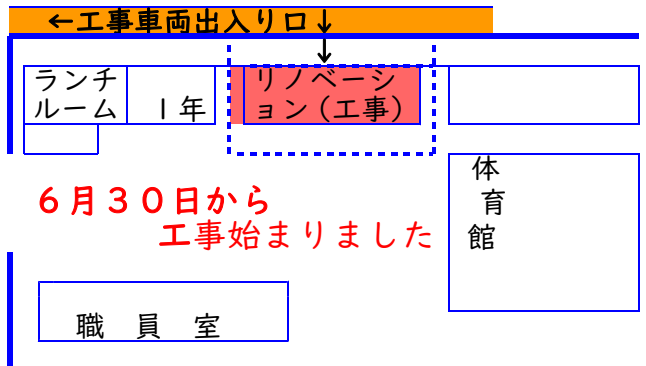 ←工事車両出入り口↓
ランチ
ルーム
１年
リノベーシ
ョン（工事）
体
育
館
６月３０日から
工事始まりました
職　員　室